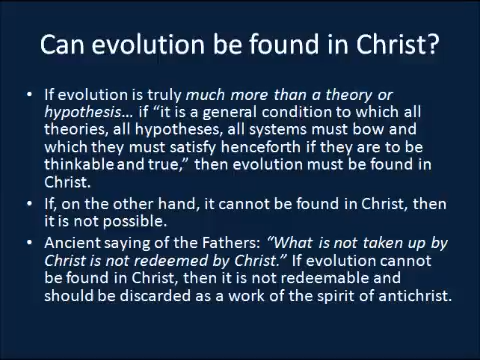 Can evolution be found in Christ?
• If evolution is truly much more than a theory or
hypothesis… if “it is a general condition to which all
theories, all hypotheses, all systems must bow and
which they must satisfy henceforth if they are to be
thinkable and true,” then evolution must be found in
Christ.
• If, on the other hand, it cannot be found in Christ, then
it is not possible.
• Ancient saying of the Fathers: “What is not taken up by
Christ is not redeemed by Christ.” If evolution cannot
be found in Christ, then it is not redeemable and
should be discarded as a work of the spirit of antichrist.